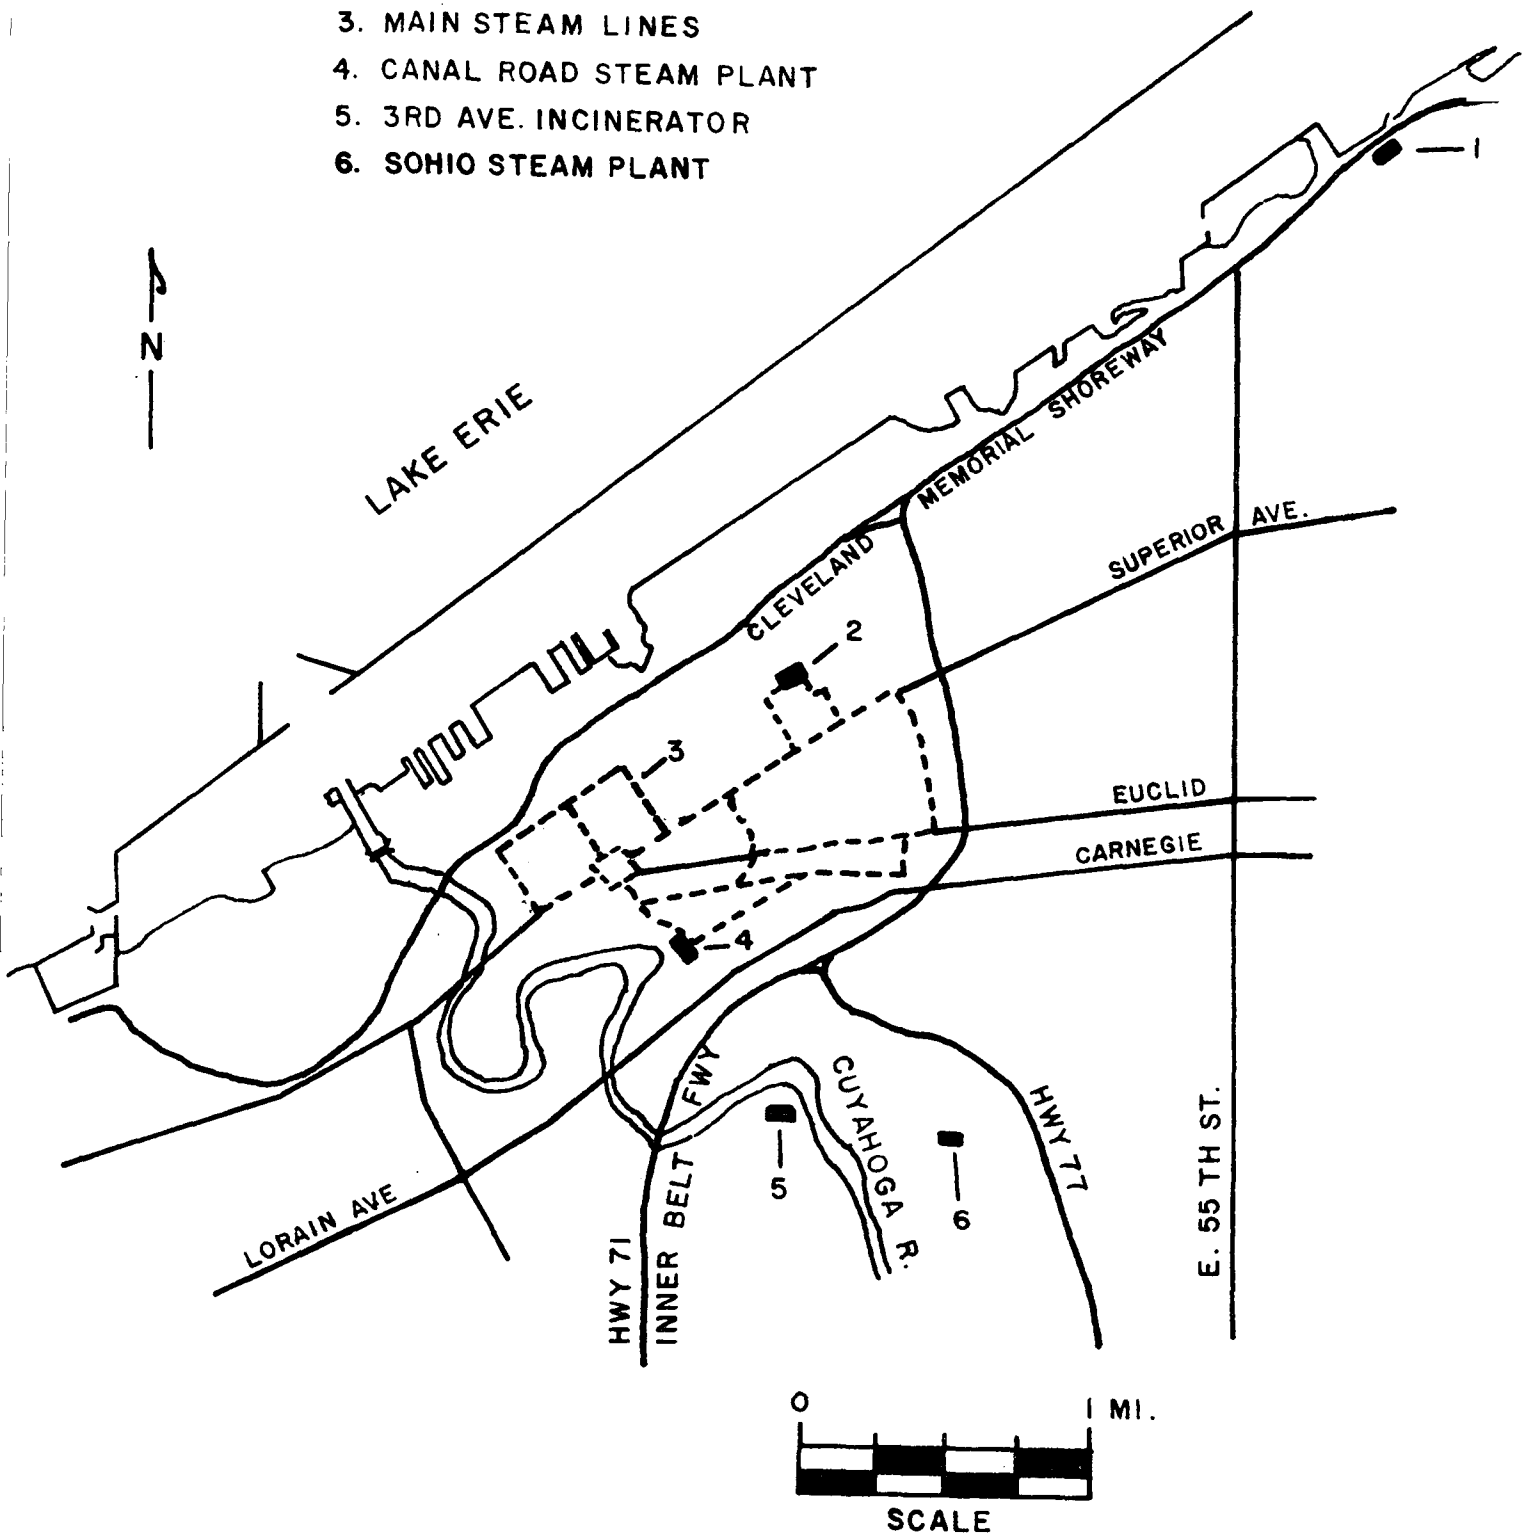 3. MAIN STEAM LINES
4. CANAL ROAD STEAM PLANT
5. 3RD AVE. INCINERATOR
6. SOHIO STEAM PLANT
1
N
LAKE ERIE
CLEVELAND MEMORIAL SHOREWAY
SUPERIOR AVE.
2
3
EUCLID
CARNEGIE
4
FWY
CUYAHOGA R.
HWY 77
E. 55TH ST.
5
6
LORAIN AVE
HWY 71
INNER BELT
0 1 MI.
SCALE